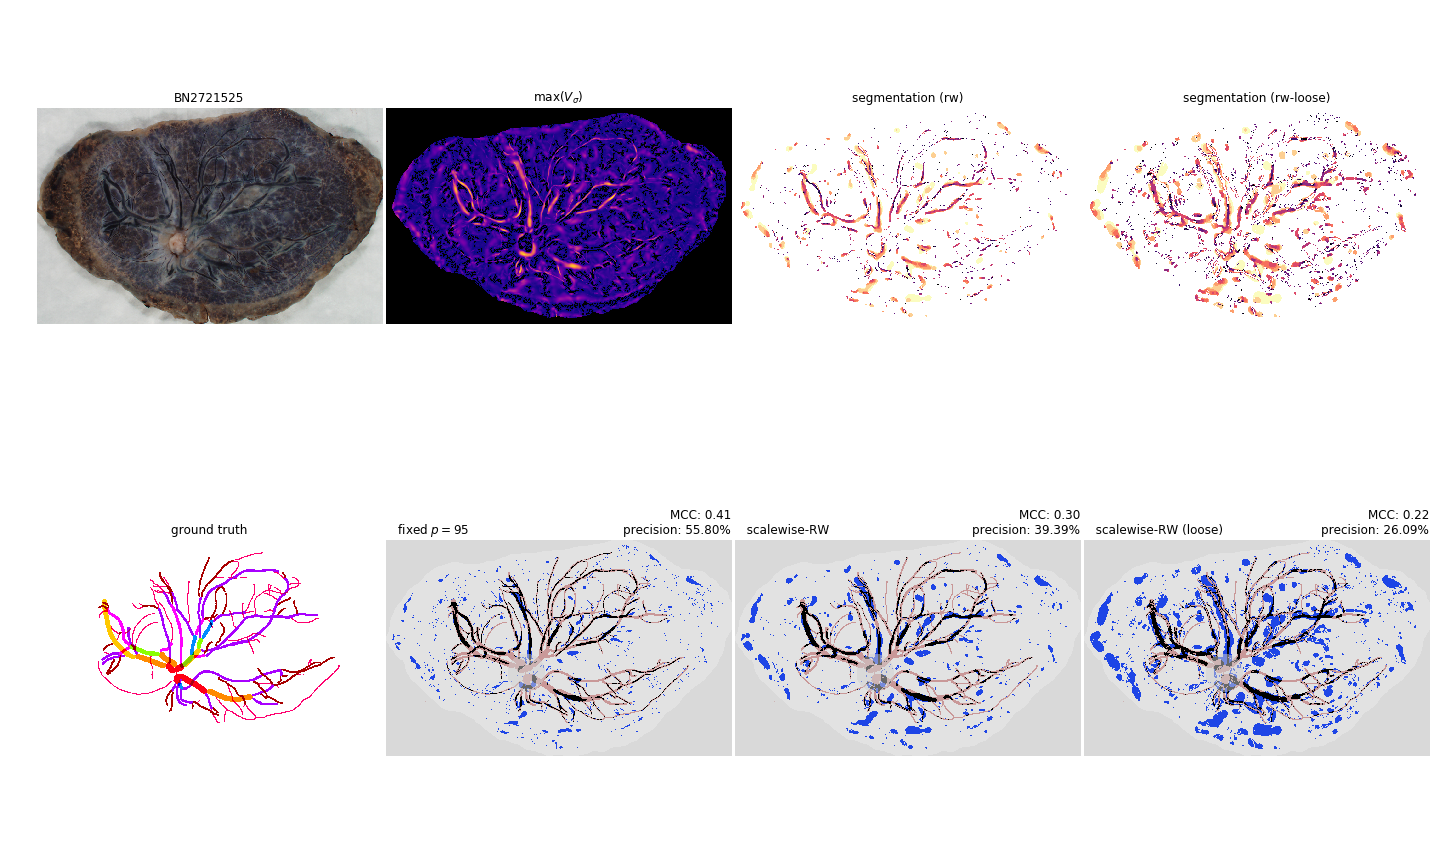 BN2721525
max(Vσ)
segmentation (rw)
segmentation (rw-loose)
ground truth
fixed p = 95
MCC: 0.41
precision: 55.80%
scalewise-RW
MCC: 0.30
precision: 39.39%
scalewise-RW (loose)
MCC: 0.22
precision: 26.09%